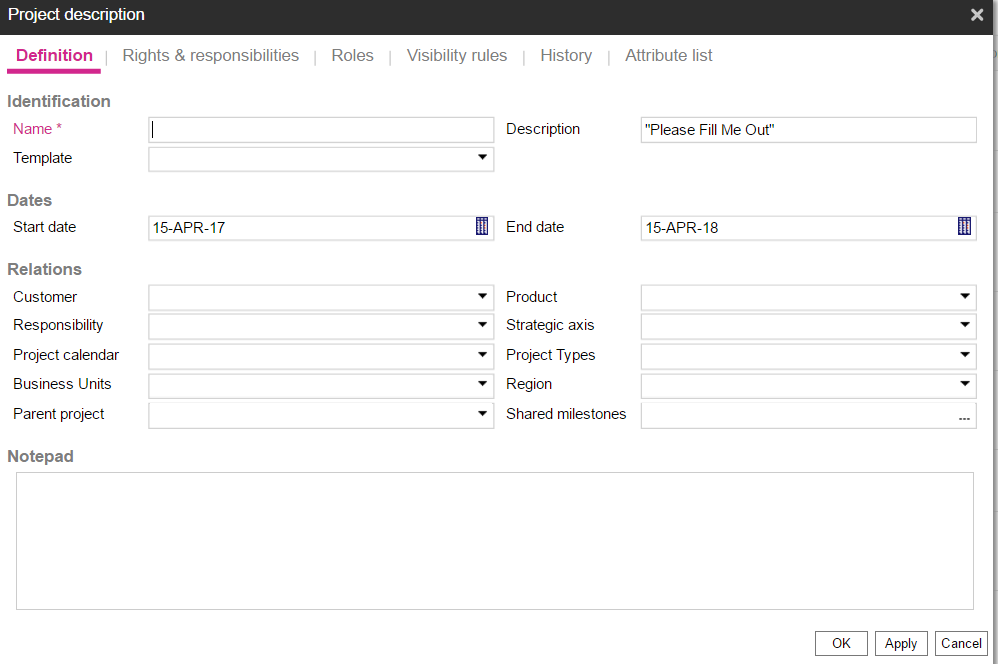 Project description
Definition | Rights & responsibilities | Roles | Visibility rules | History | Attribute list
Identification
Name * Description "Please Fill Me Out"
Template
Dates
Start date 15-APR-17 End date 15-APR-18
Relations
Customer Product
Responsibility Strategic axis
Project calendar Project Types
Business Units Region
Parent project Shared milestones ...
Notepad
OK Apply Cancel